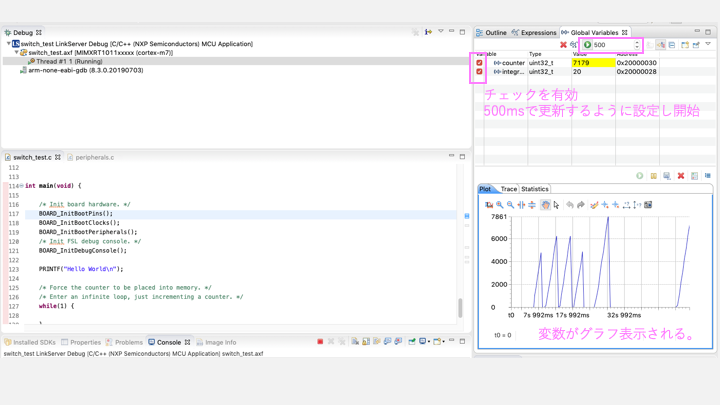 Debug
switch_test LinkServer Debug [C/C++ (NXP Semiconductors) MCU Application]
switch_test.axf [MIMXRT1011xxxxx (cortex-m7)]
Thread #1 1 (Running)
arm-none-eabi-gdb (8.3.0.20190703)
switch_test.c
peripherals.c
112
113
114 int main(void) {
115
116 /* Init board hardware. */
117 BOARD_InitBootPins();
118 BOARD_InitBootClocks();
119 BOARD_InitBootPeripherals();
120 /* Init FSL debug console. */
121 BOARD_InitDebugConsole();
122
123 PRINTF("Hello World\n");
124
125 /* Force the counter to be placed into memory. */
126 /* Enter an infinite loop, just incrementing a counter. */
127 while(1) {
128
Installed SDKs
Properties
Problems
Console
Image Info
switch_test LinkServer Debug [C/C++ (NXP Semiconductors) MCU Application] switch_test.axf
Outline
Expressions
Global Variables
500
Variable Type Value Address
counter uint32_t 7179 0x20000030
integr... uint32_t 20 0x20000028
チェックを有効
500msで更新するように設定し開始
Plot Trace Statistics
7861
6000
4000
2000
0
t0 7s 992ms 17s 992ms 32s 992ms
t0 = 0
変数がグラフ表示される。